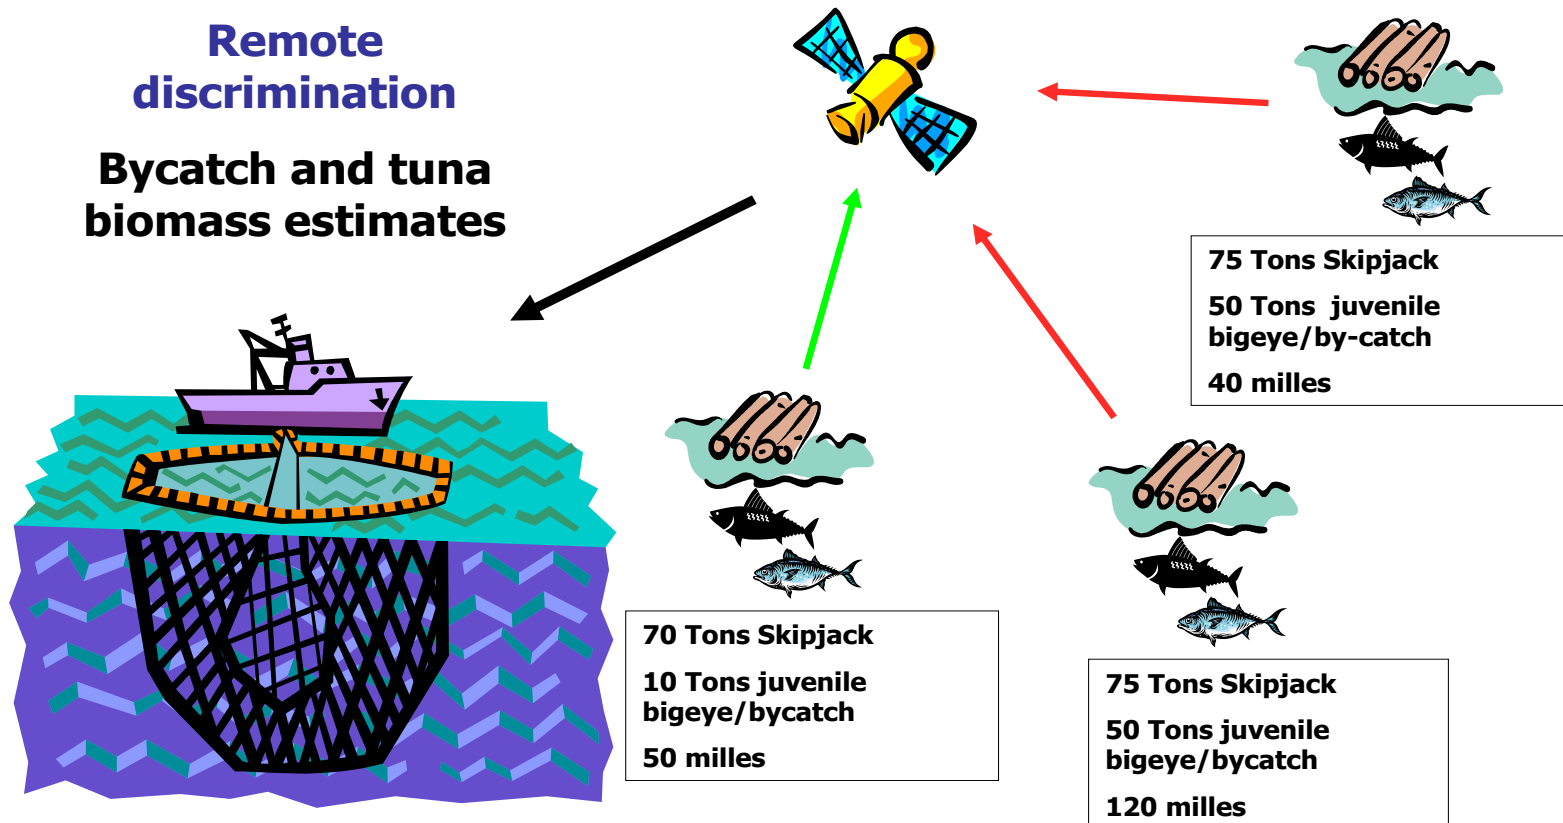 Remote
discrimination
Bycatch and tuna
biomass estimates
75 Tons Skipjack
50 Tons juvenile
bigeye/by-catch
40 milles
70 Tons Skipjack
10 Tons juvenile
bigeye/bycatch
50 milles
75 Tons Skipjack
50 Tons juvenile
bigeye/bycatch
120 milles